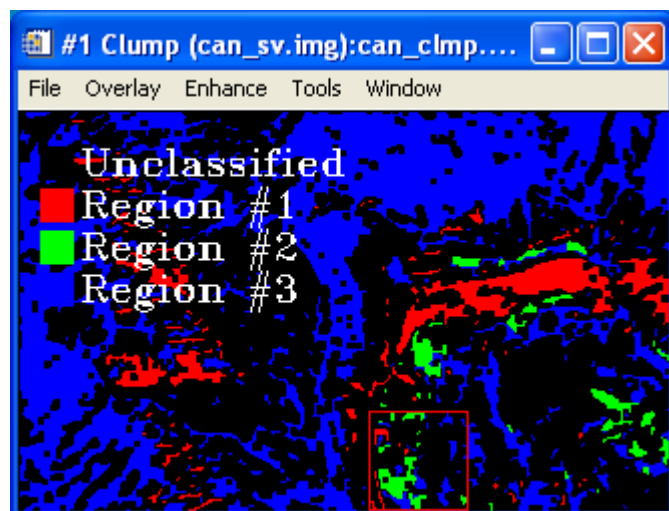 #1 Clump (can_sv.img):can_clmp....
File Overlay Enhance Tools Window
Unclassified
Region #1
Region #2
Region #3